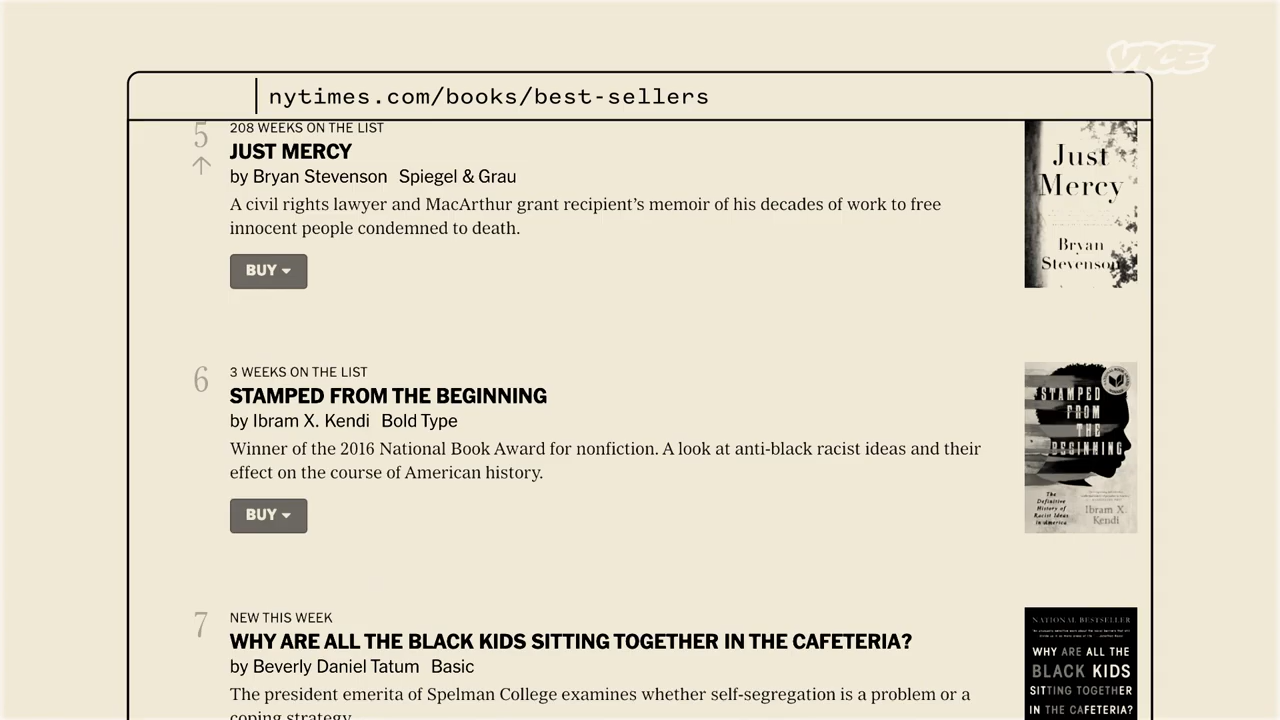 VICE
nytimes.com/books/best-sellers
5
208 WEEKS ON THE LIST
JUST MERCY
by Bryan Stevenson Spiegel & Grau
A civil rights lawyer and MacArthur grant recipient’s memoir of his decades of work to free
innocent people condemned to death.
BUY
Just
Mercy
Bryan
Stevenson
6
3 WEEKS ON THE LIST
STAMPED FROM THE BEGINNING
by Ibram X. Kendi Bold Type
Winner of the 2016 National Book Award for nonfiction. A look at anti-black racist ideas and their
effect on the course of American history.
BUY
STAMPED
FROM
THE
BEGINNING
The
Definitive
History of
Racist Ideas
in America
Ibram X.
Kendi
7
NEW THIS WEEK
WHY ARE ALL THE BLACK KIDS SITTING TOGETHER IN THE CAFETERIA?
by Beverly Daniel Tatum Basic
The president emerita of Spelman College examines whether self-segregation is a problem or a
coping strategy.
NATIONAL BESTSELLER
WHY ARE ALL THE
BLACK KIDS
SITTING TOGETHER
IN THE CAFETERIA?